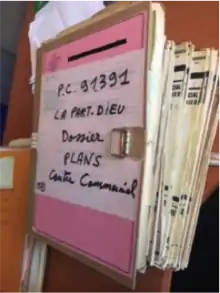 P.C. 91391
LA PART-DIEU
Dossier
PLANS
Centre Commercial